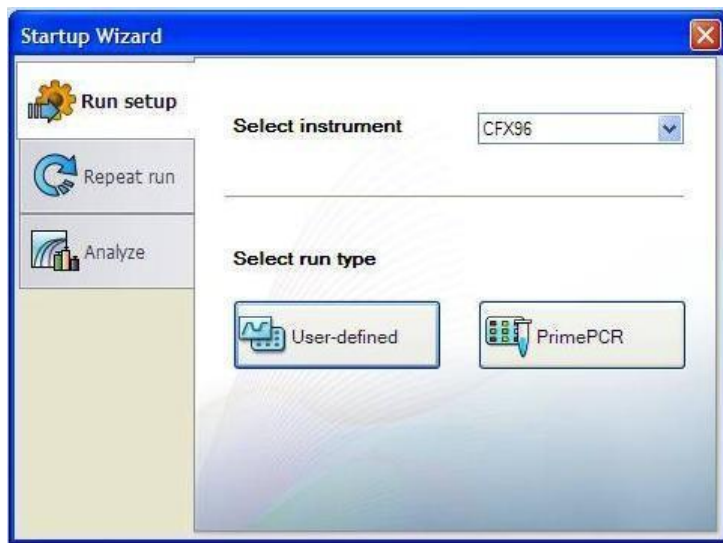 Startup Wizard
Run setup
Repeat run
Analyze
Select instrument
CFX96
Select run type
User-defined
PrimePCR